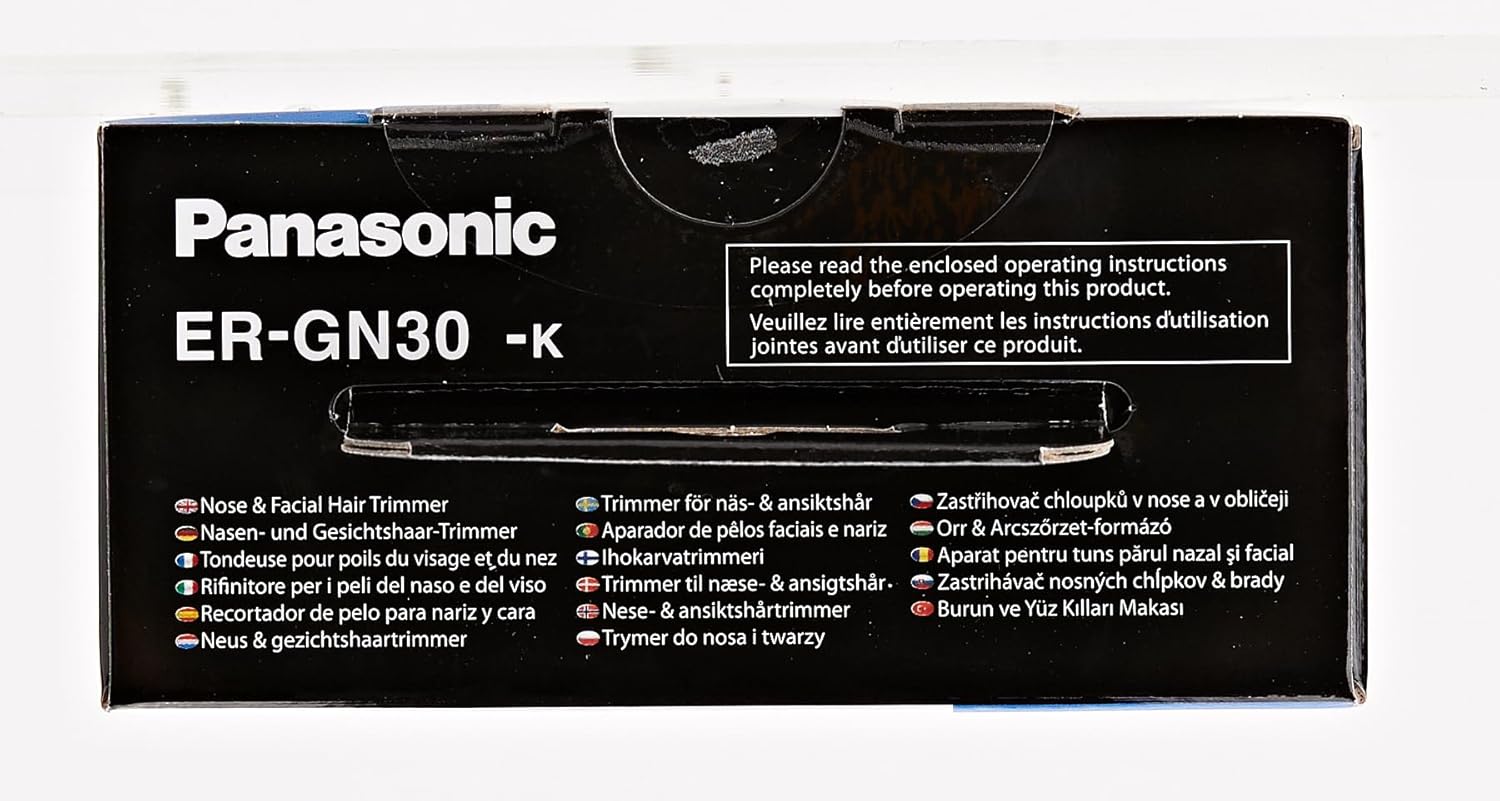 Panasonic
ER-GN30 -K
Please read the enclosed operating instructions
completely before operating this product.
Veuillez lire entièrement les instructions d'utilisation
jointes avant d'utiliser ce produit.
Nose & Facial Hair Trimmer
Nasen- und Gesichtshaar-Trimmer
Tondeuse pour poils du visage et du nez
Rifinitore per i peli del naso e del viso
Recortador de pelo para nariz y cara
Neus & gezichtshaartrimmer
Trimmer för näs- & ansiktshår
Aparador de pêlos faciais e nariz
Ihokarvatrimmeri
Trimmer til næse- & ansigtshår
Nese- & ansiktshårtrimmer
Trymer do nosa i twarzy
Zastřihovač chloupků v nose a v obličeji
Orr & Arcszőrzet-formázó
Aparat pentru tuns părul nazal şi facial
Zastrihávač nosných chĺpkov & brady
Burun ve Yüz Kılları Makası